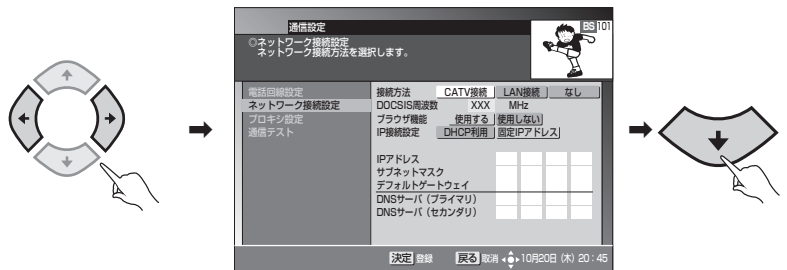 通信設定
BS 101
◎ネットワーク接続設定
ネットワーク接続方法を選択します。
電話回線設定
ネットワーク接続設定
プロキシ設定
通信テスト
接続方法 CATV接続 LAN接続 なし
DOCSIS周波数 XXX MHz
ブラウザ機能 使用する 使用しない
IP接続設定 DHCP利用 固定IPアドレス
IPアドレス
サブネットマスク
デフォルトゲートウェイ
DNSサーバ（プライマリ）
DNSサーバ（セカンダリ）
決定 登録 戻る 取消 10月20日（木）20：45